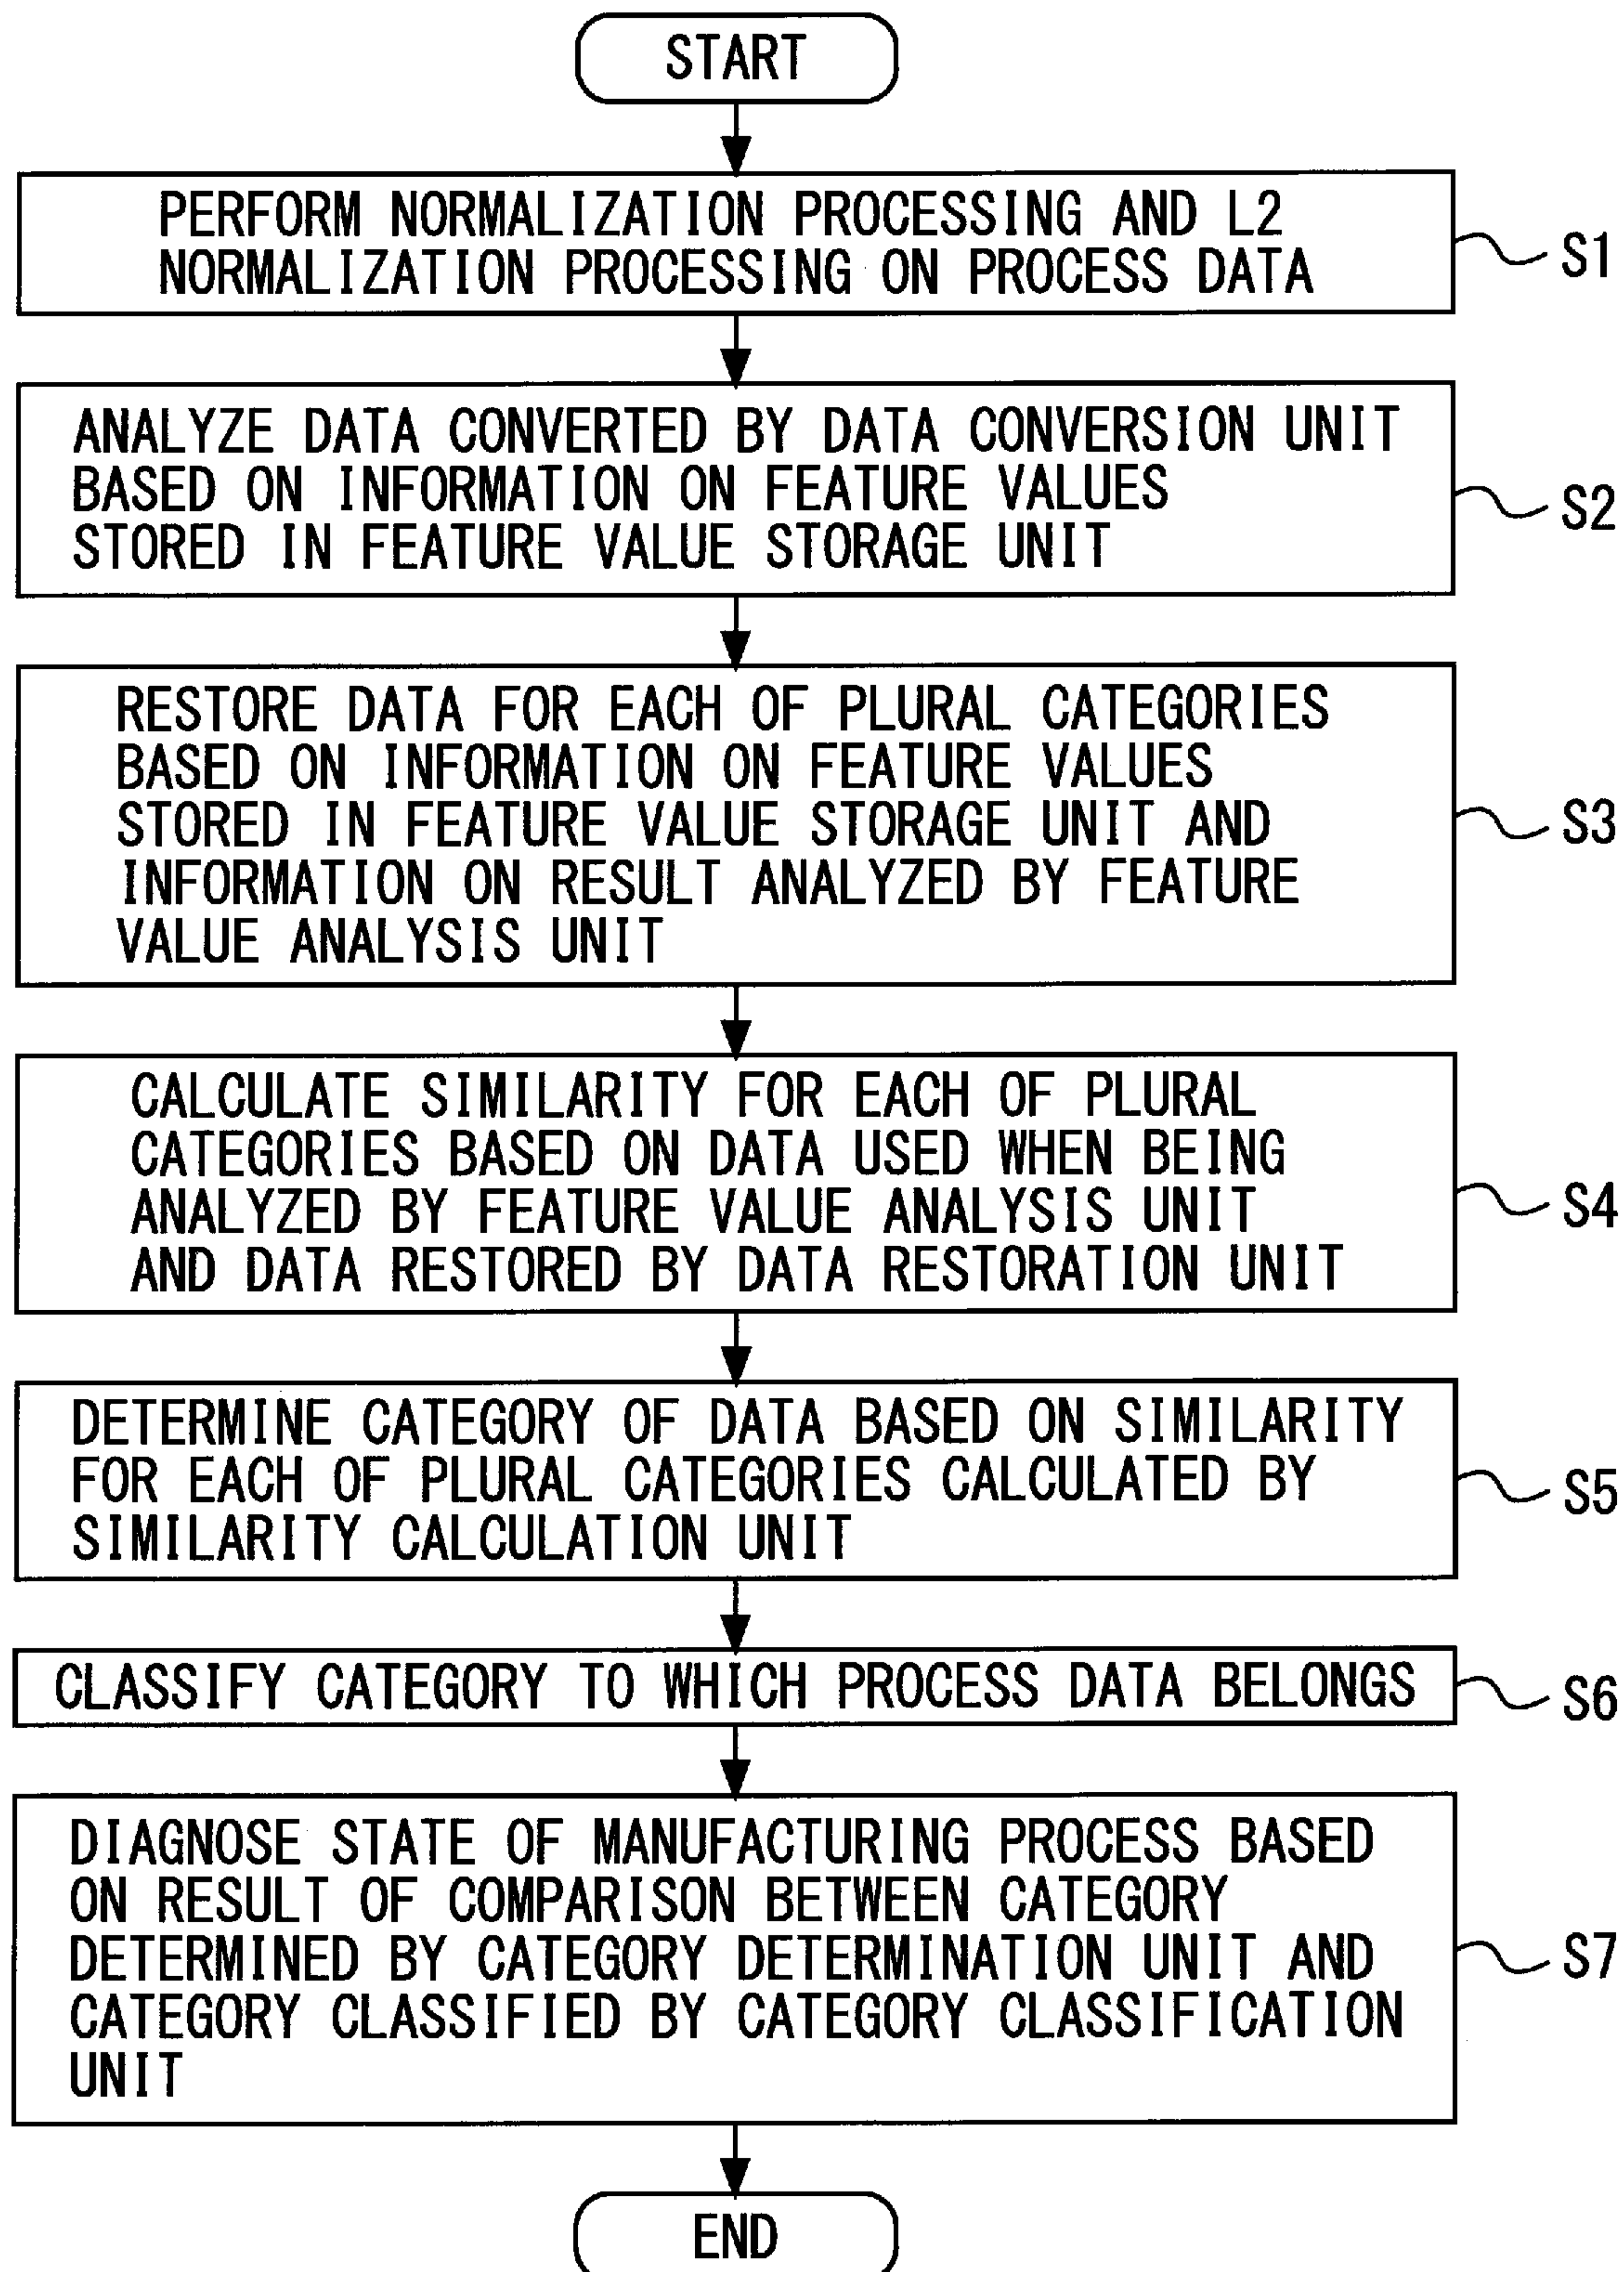 START
PERFORM NORMALIZATION PROCESSING AND L2
NORMALIZATION PROCESSING ON PROCESS DATA
S1
ANALYZE DATA CONVERTED BY DATA CONVERSION UNIT
BASED ON INFORMATION ON FEATURE VALUES
STORED IN FEATURE VALUE STORAGE UNIT
S2
RESTORE DATA FOR EACH OF PLURAL CATEGORIES
BASED ON INFORMATION ON FEATURE VALUES
STORED IN FEATURE VALUE STORAGE UNIT AND
INFORMATION ON RESULT ANALYZED BY FEATURE
VALUE ANALYSIS UNIT
S3
CALCULATE SIMILARITY FOR EACH OF PLURAL
CATEGORIES BASED ON DATA USED WHEN BEING
ANALYZED BY FEATURE VALUE ANALYSIS UNIT
AND DATA RESTORED BY DATA RESTORATION UNIT
S4
DETERMINE CATEGORY OF DATA BASED ON SIMILARITY
FOR EACH OF PLURAL CATEGORIES CALCULATED BY
SIMILARITY CALCULATION UNIT
S5
CLASSIFY CATEGORY TO WHICH PROCESS DATA BELONGS
S6
DIAGNOSE STATE OF MANUFACTURING PROCESS BASED
ON RESULT OF COMPARISON BETWEEN CATEGORY
DETERMINED BY CATEGORY DETERMINATION UNIT AND
CATEGORY CLASSIFIED BY CATEGORY CLASSIFICATION
UNIT
S7
END